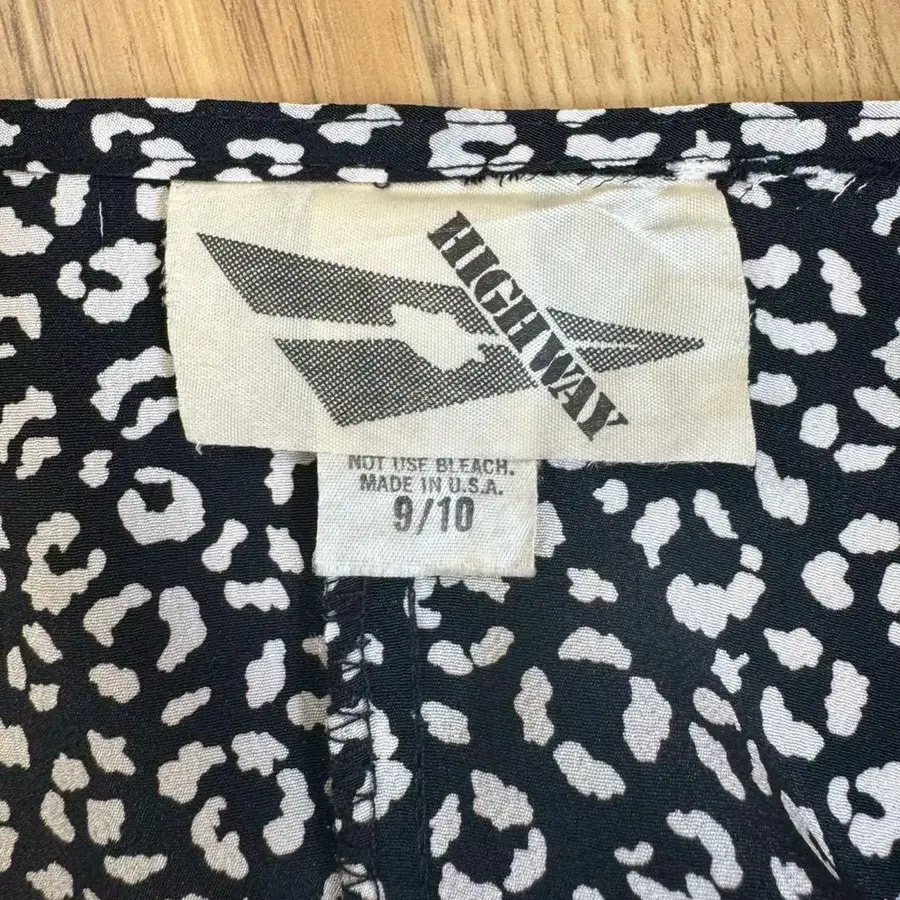 HIGHWAY
NOT USE BLEACH.
MADE IN U.S.A.
9/10